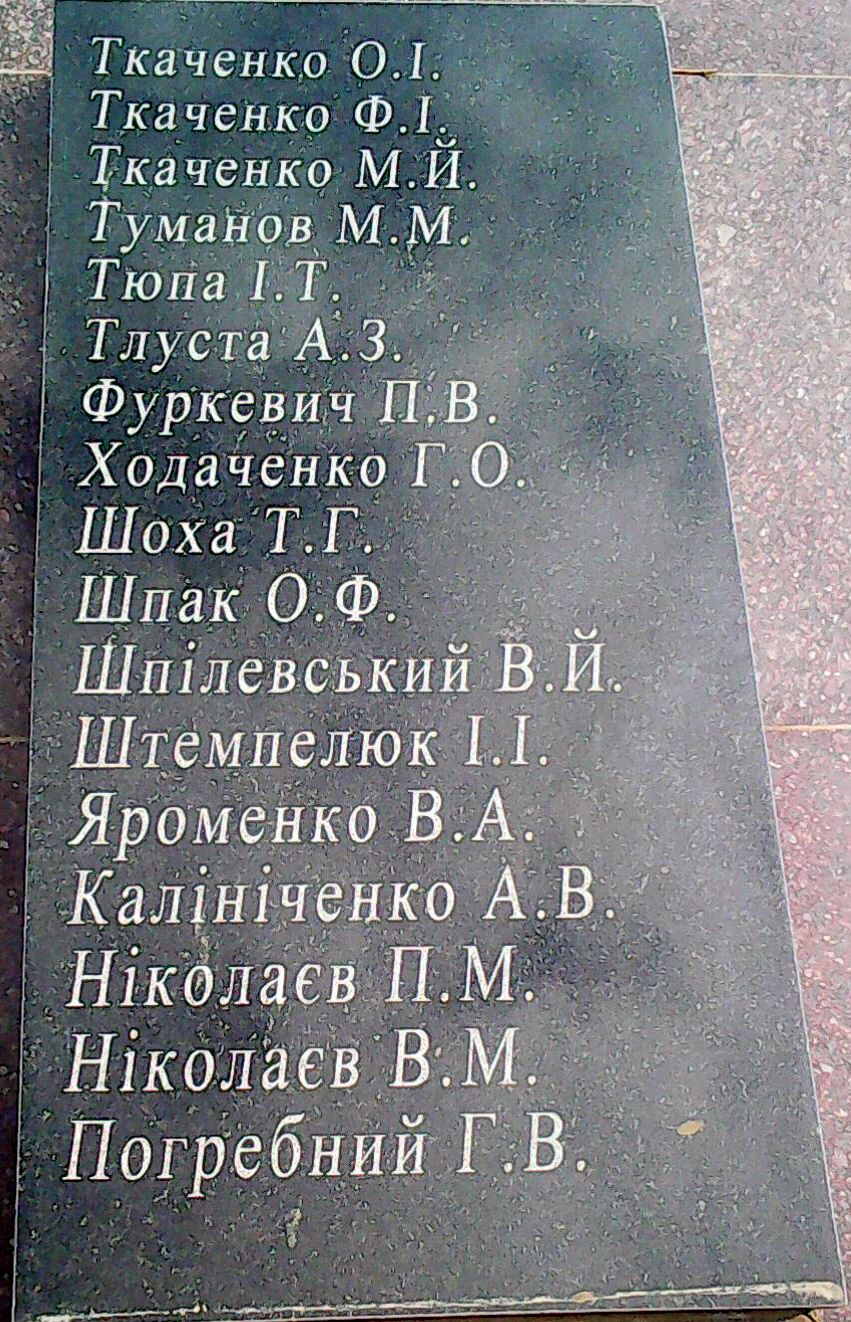 Ткаченко О.І.
Ткаченко Ф.І.
Ткаченко М.Й.
Туманов М.М.
Тюпа І.Т.
Тлуста А.З.
Фуркевич П.В.
Ходаченко Г.О.
Шоха Т.Г.
Шпак О.Ф.
Шпілевський В.Й.
Штемпелюк І.І.
Яроменко В.А.
Калініченко А.В.
Ніколаєв П.М.
Ніколаєв В.М.
Погребний Г.В.